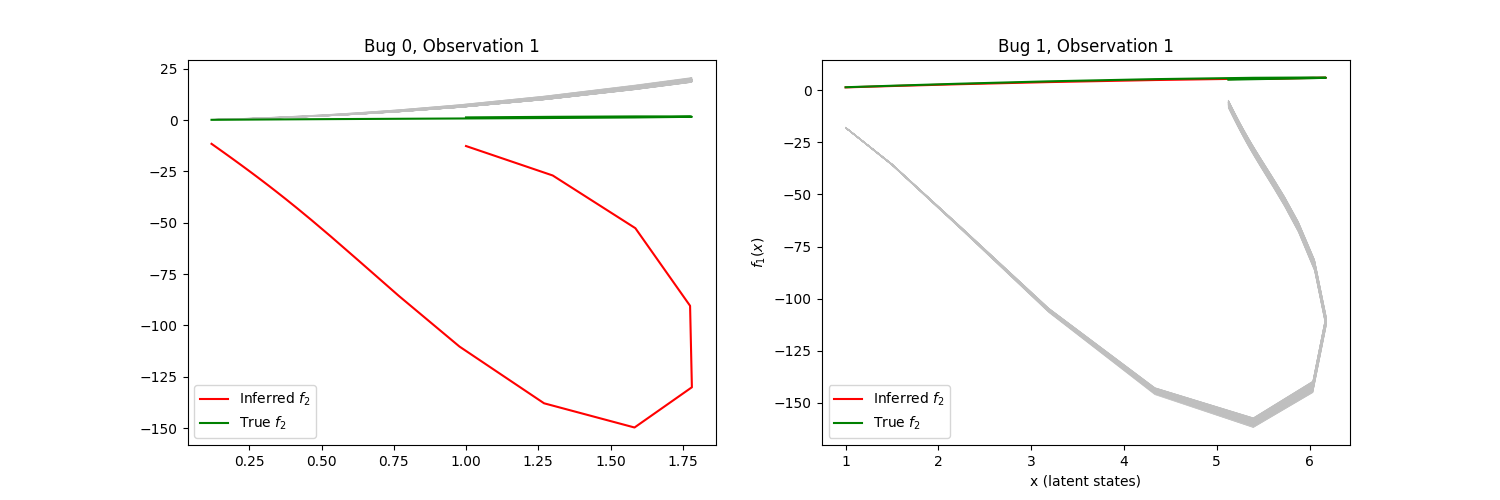 Bug 0, Observation 1
25
0
−25
−50
−75
−100
−125
−150
0.25 0.50 0.75 1.00 1.25 1.50 1.75
Inferred f₂
True f₂
Bug 1, Observation 1
0
−25
−50
−75
−100
−125
−150
f₁(x)
1 2 3 4 5 6
x (latent states)
Inferred f₂
True f₂